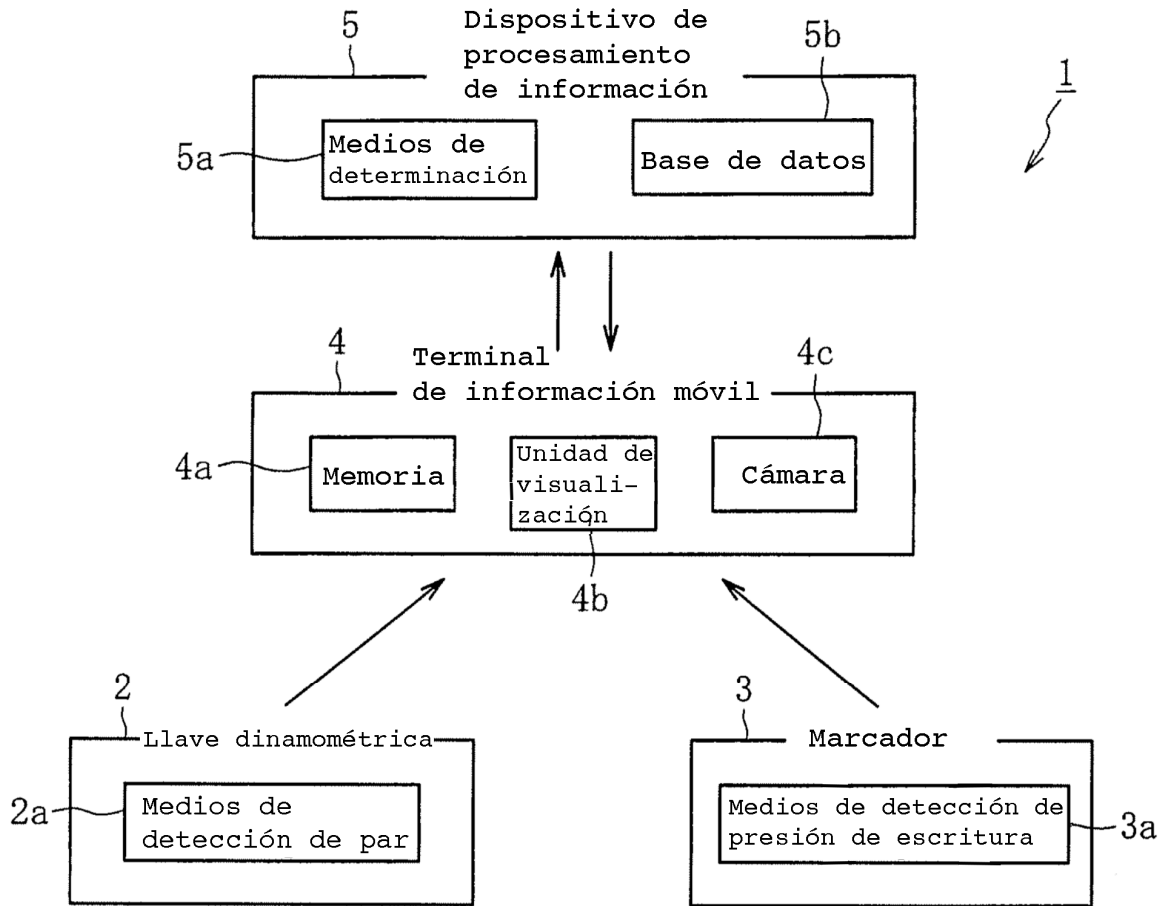 5
Dispositivo de
procesamiento
de información
5b
1
5a
Medios de
determinación
Base de datos
4
Terminal
de información móvil
4c
4a
Memoria
Unidad de
visuali-
zación
Cámara
4b
2
Llave dinamométrica
3
Marcador
2a
Medios de
detección de par
Medios de detección de
presión de escritura
3a